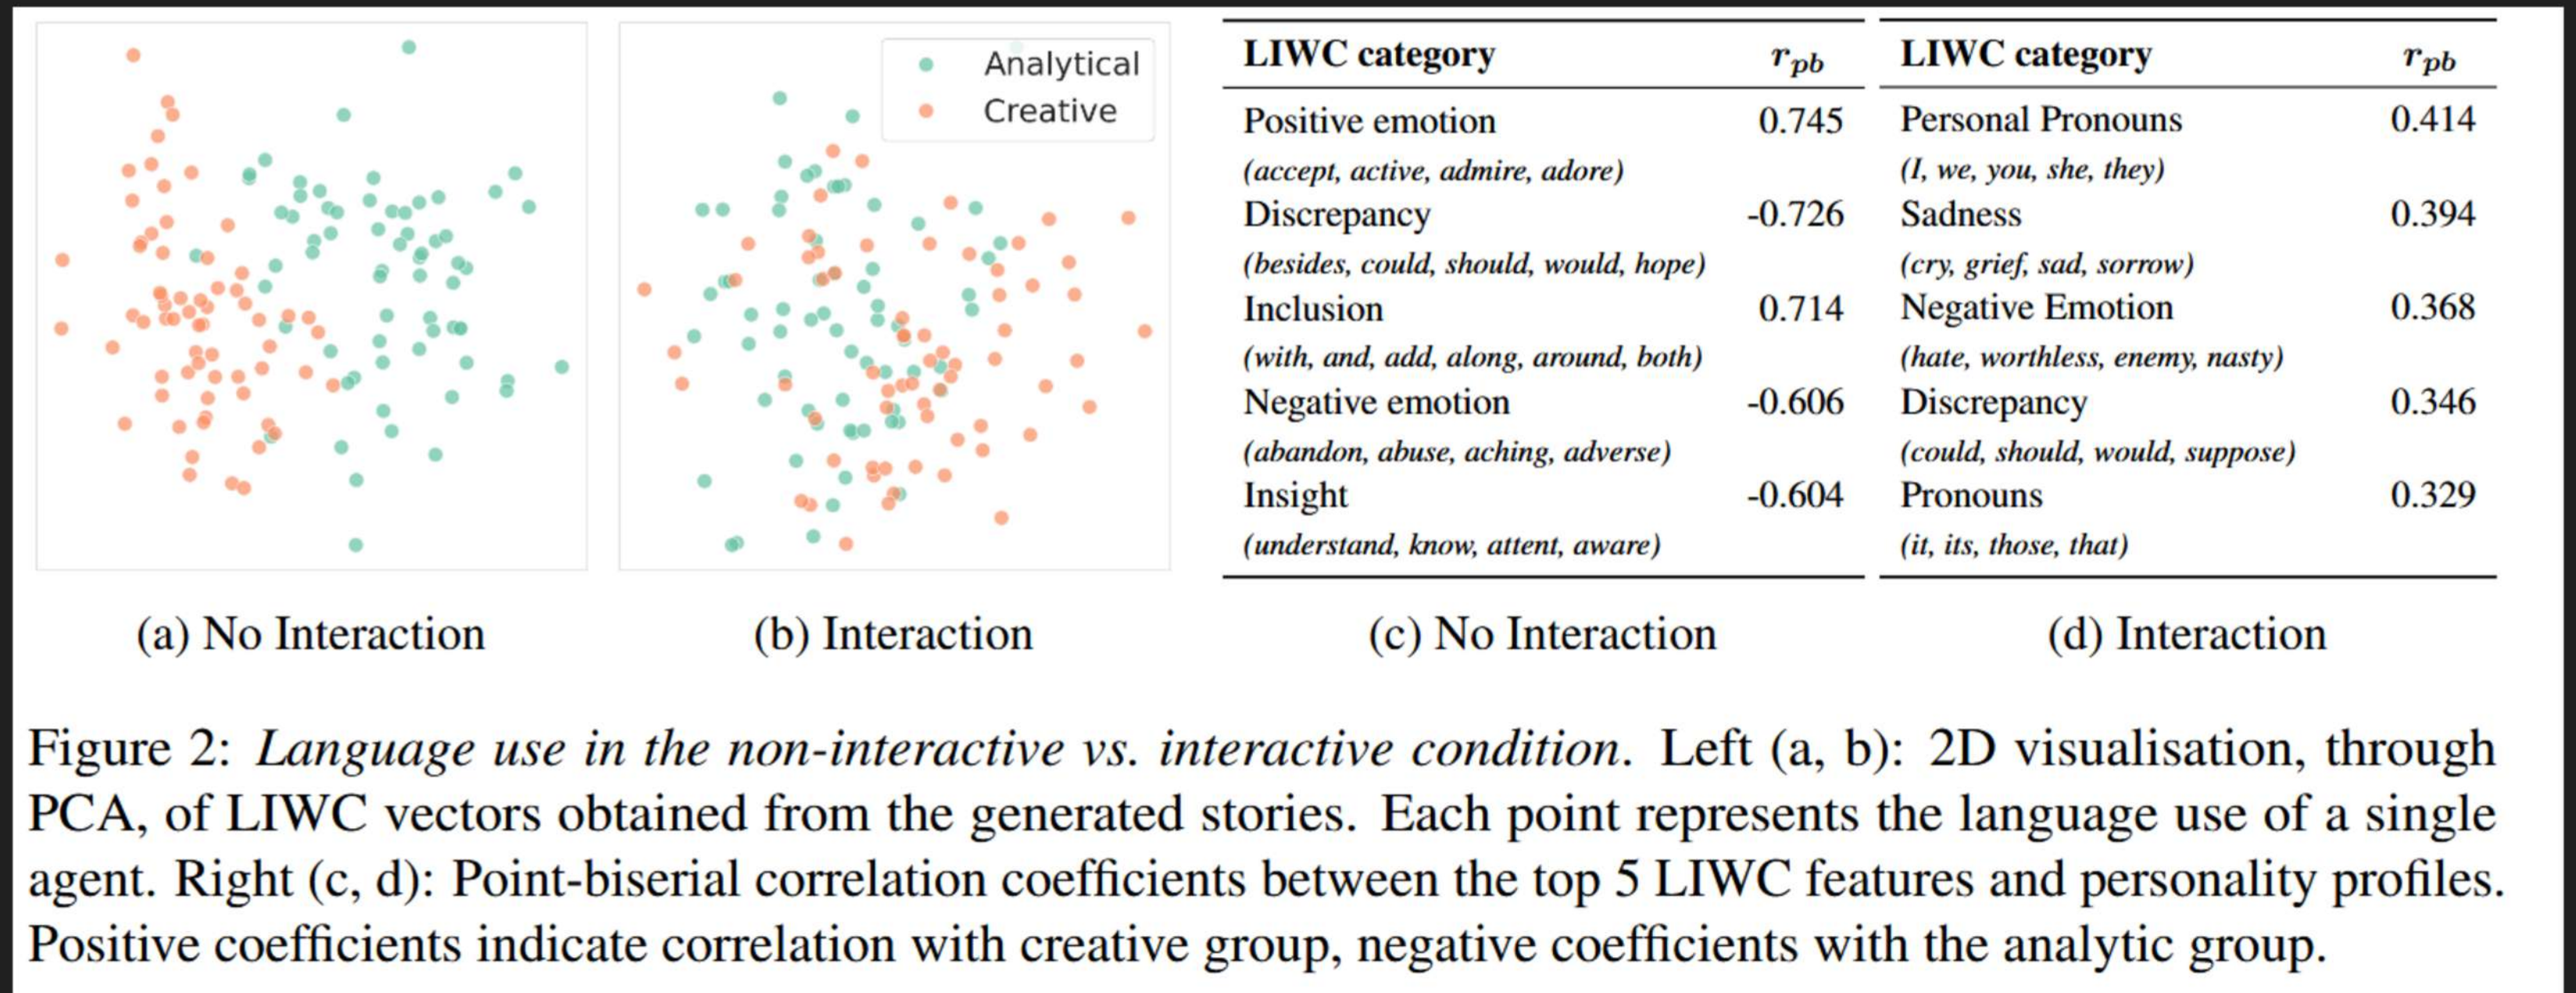 Analytical
Creative
LIWC category r_pb
Positive emotion 0.745
(accept, active, admire, adore)
Discrepancy -0.726
(besides, could, should, would, hope)
Inclusion 0.714
(with, and, add, along, around, both)
Negative emotion -0.606
(abandon, abuse, aching, adverse)
Insight -0.604
(understand, know, attent, aware)
LIWC category r_pb
Personal Pronouns 0.414
(I, we, you, she, they)
Sadness 0.394
(cry, grief, sad, sorrow)
Negative Emotion 0.368
(hate, worthless, enemy, nasty)
Discrepancy 0.346
(could, should, would, suppose)
Pronouns 0.329
(it, its, those, that)
(a) No Interaction
(b) Interaction
(c) No Interaction
(d) Interaction
Figure 2: Language use in the non-interactive vs. interactive condition. Left (a, b): 2D visualisation, through
PCA, of LIWC vectors obtained from the generated stories. Each point represents the language use of a single
agent. Right (c, d): Point-biserial correlation coefficients between the top 5 LIWC features and personality profiles.
Positive coefficients indicate correlation with creative group, negative coefficients with the analytic group.